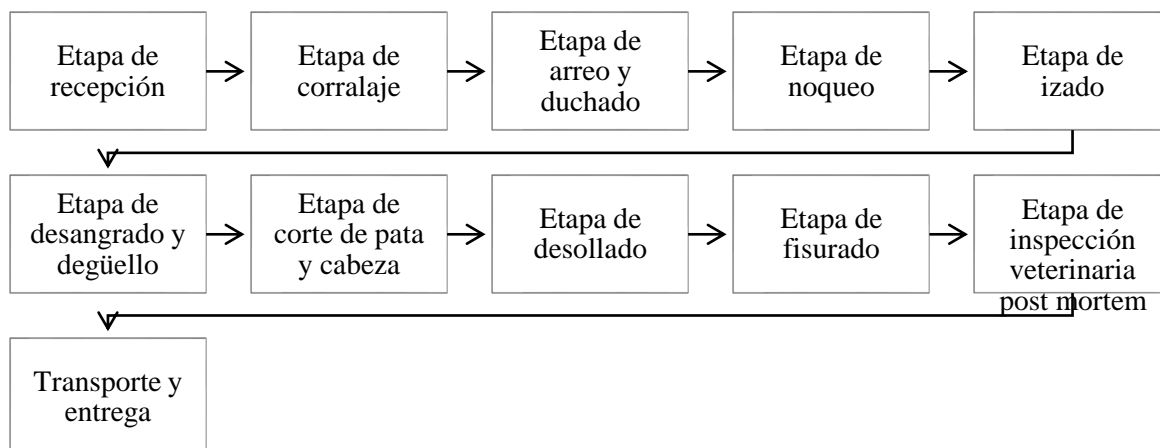 Etapa de
recepción
Etapa de
corralaje
Etapa de
arreo y
duchado
Etapa de
noqueo
Etapa de
izado
Etapa de
desangrado y
degüello
Etapa de
corte de pata
y cabeza
Etapa de
desollado
Etapa de
fisurado
Etapa de
inspección
veterinaria
post mortem
Transporte y
entrega